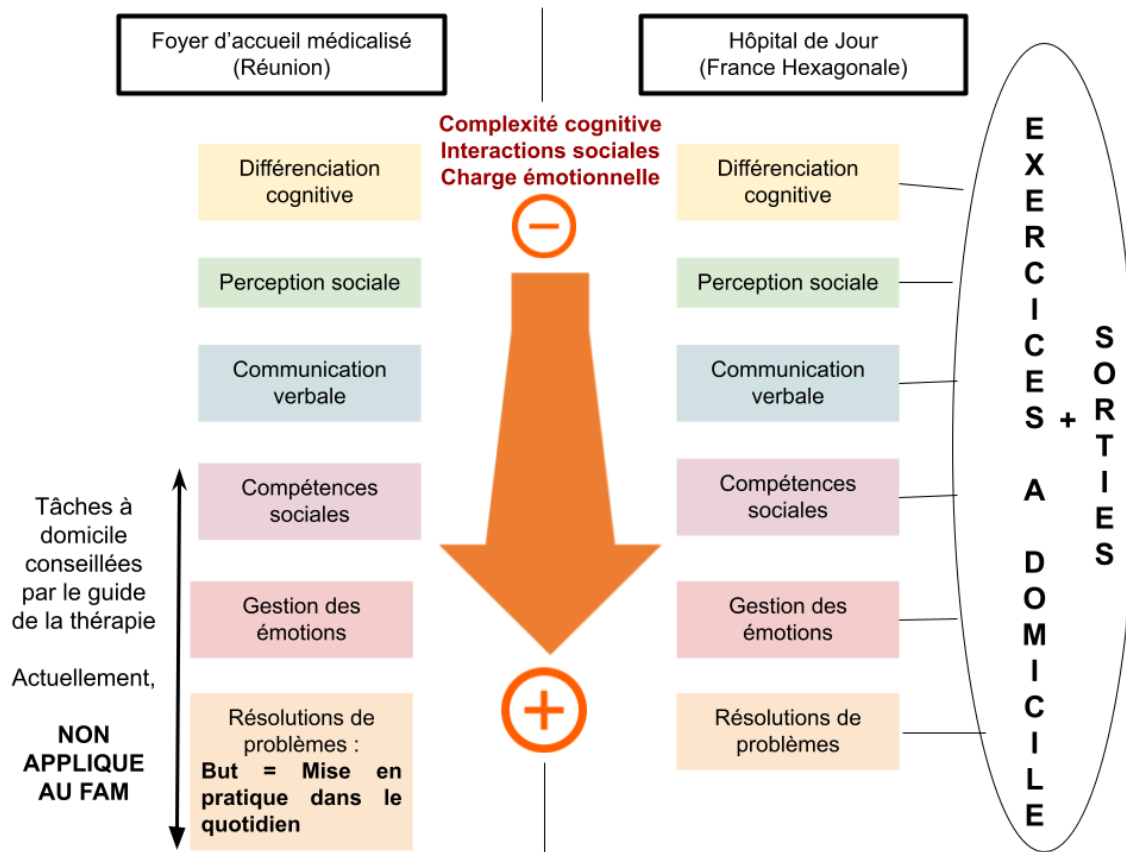 Foyer d'accueil médicalisé
(Réunion)
Hôpital de Jour
(France Hexagonale)
Complexité cognitive
Interactions sociales
Charge émotionnelle
Différenciation
cognitive
Perception sociale
Communication
verbale
Compétences
sociales
Gestion des
émotions
Résolutions de
problèmes :
But = Mise en
pratique dans le
quotidien
Tâches à
domicile
conseillées
par le guide
de la thérapie
Actuellement,
NON
APPLIQUE
AU FAM
Différenciation
cognitive
Perception sociale
Communication
verbale
Compétences
sociales
Gestion des
émotions
Résolutions de
problèmes
EXERCICES A DOMICILE
+
SORTIES